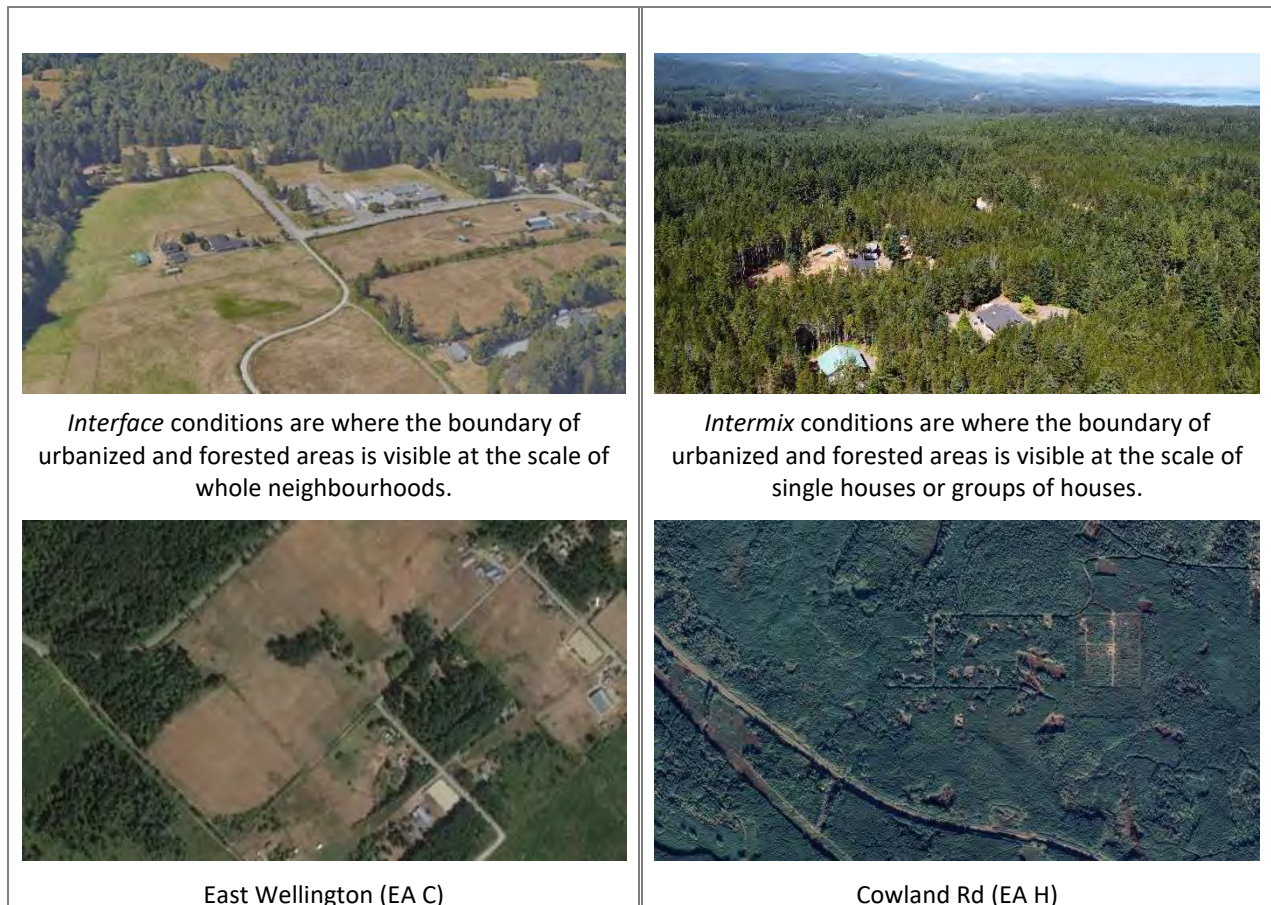 Interface conditions are where the boundary of
urbanized and forested areas is visible at the scale of
whole neighbourhoods.
Intermix conditions are where the boundary of
urbanized and forested areas is visible at the scale of
single houses or groups of houses.
East Wellington (EA C)
Cowland Rd (EA H)